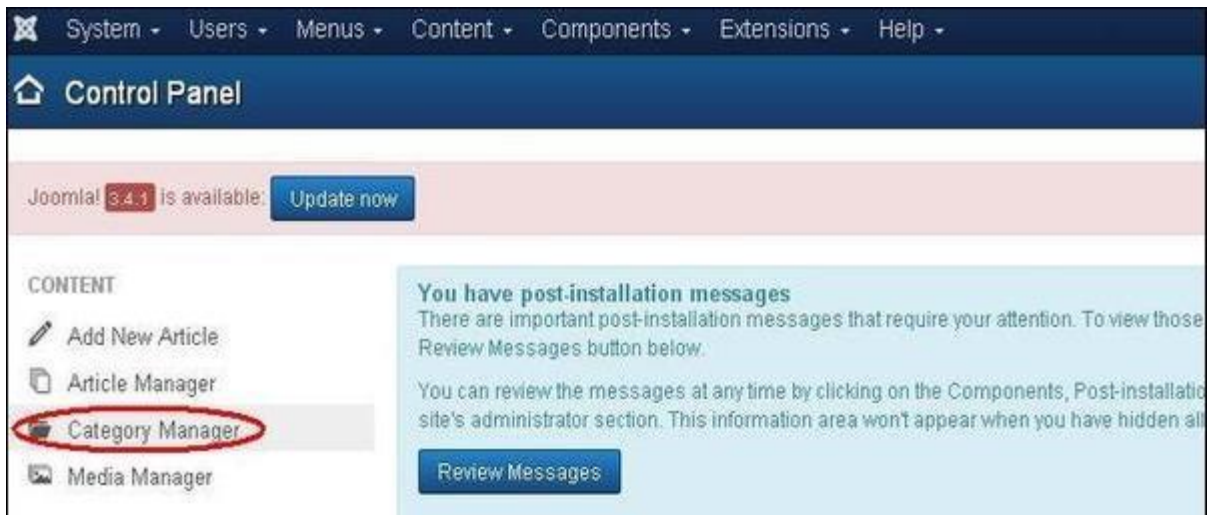 System Users Menus Content Components Extensions Help
Control Panel
Joomla! 3.4.1 is available: Update now
CONTENT
Add New Article
Article Manager
Category Manager
Media Manager
You have post-installation messages
There are important post-installation messages that require your attention. To view those
Review Messages button below.
You can review the messages at any time by clicking on the Components, Post-installatio
site's administrator section. This information area won't appear when you have hidden all
Review Messages